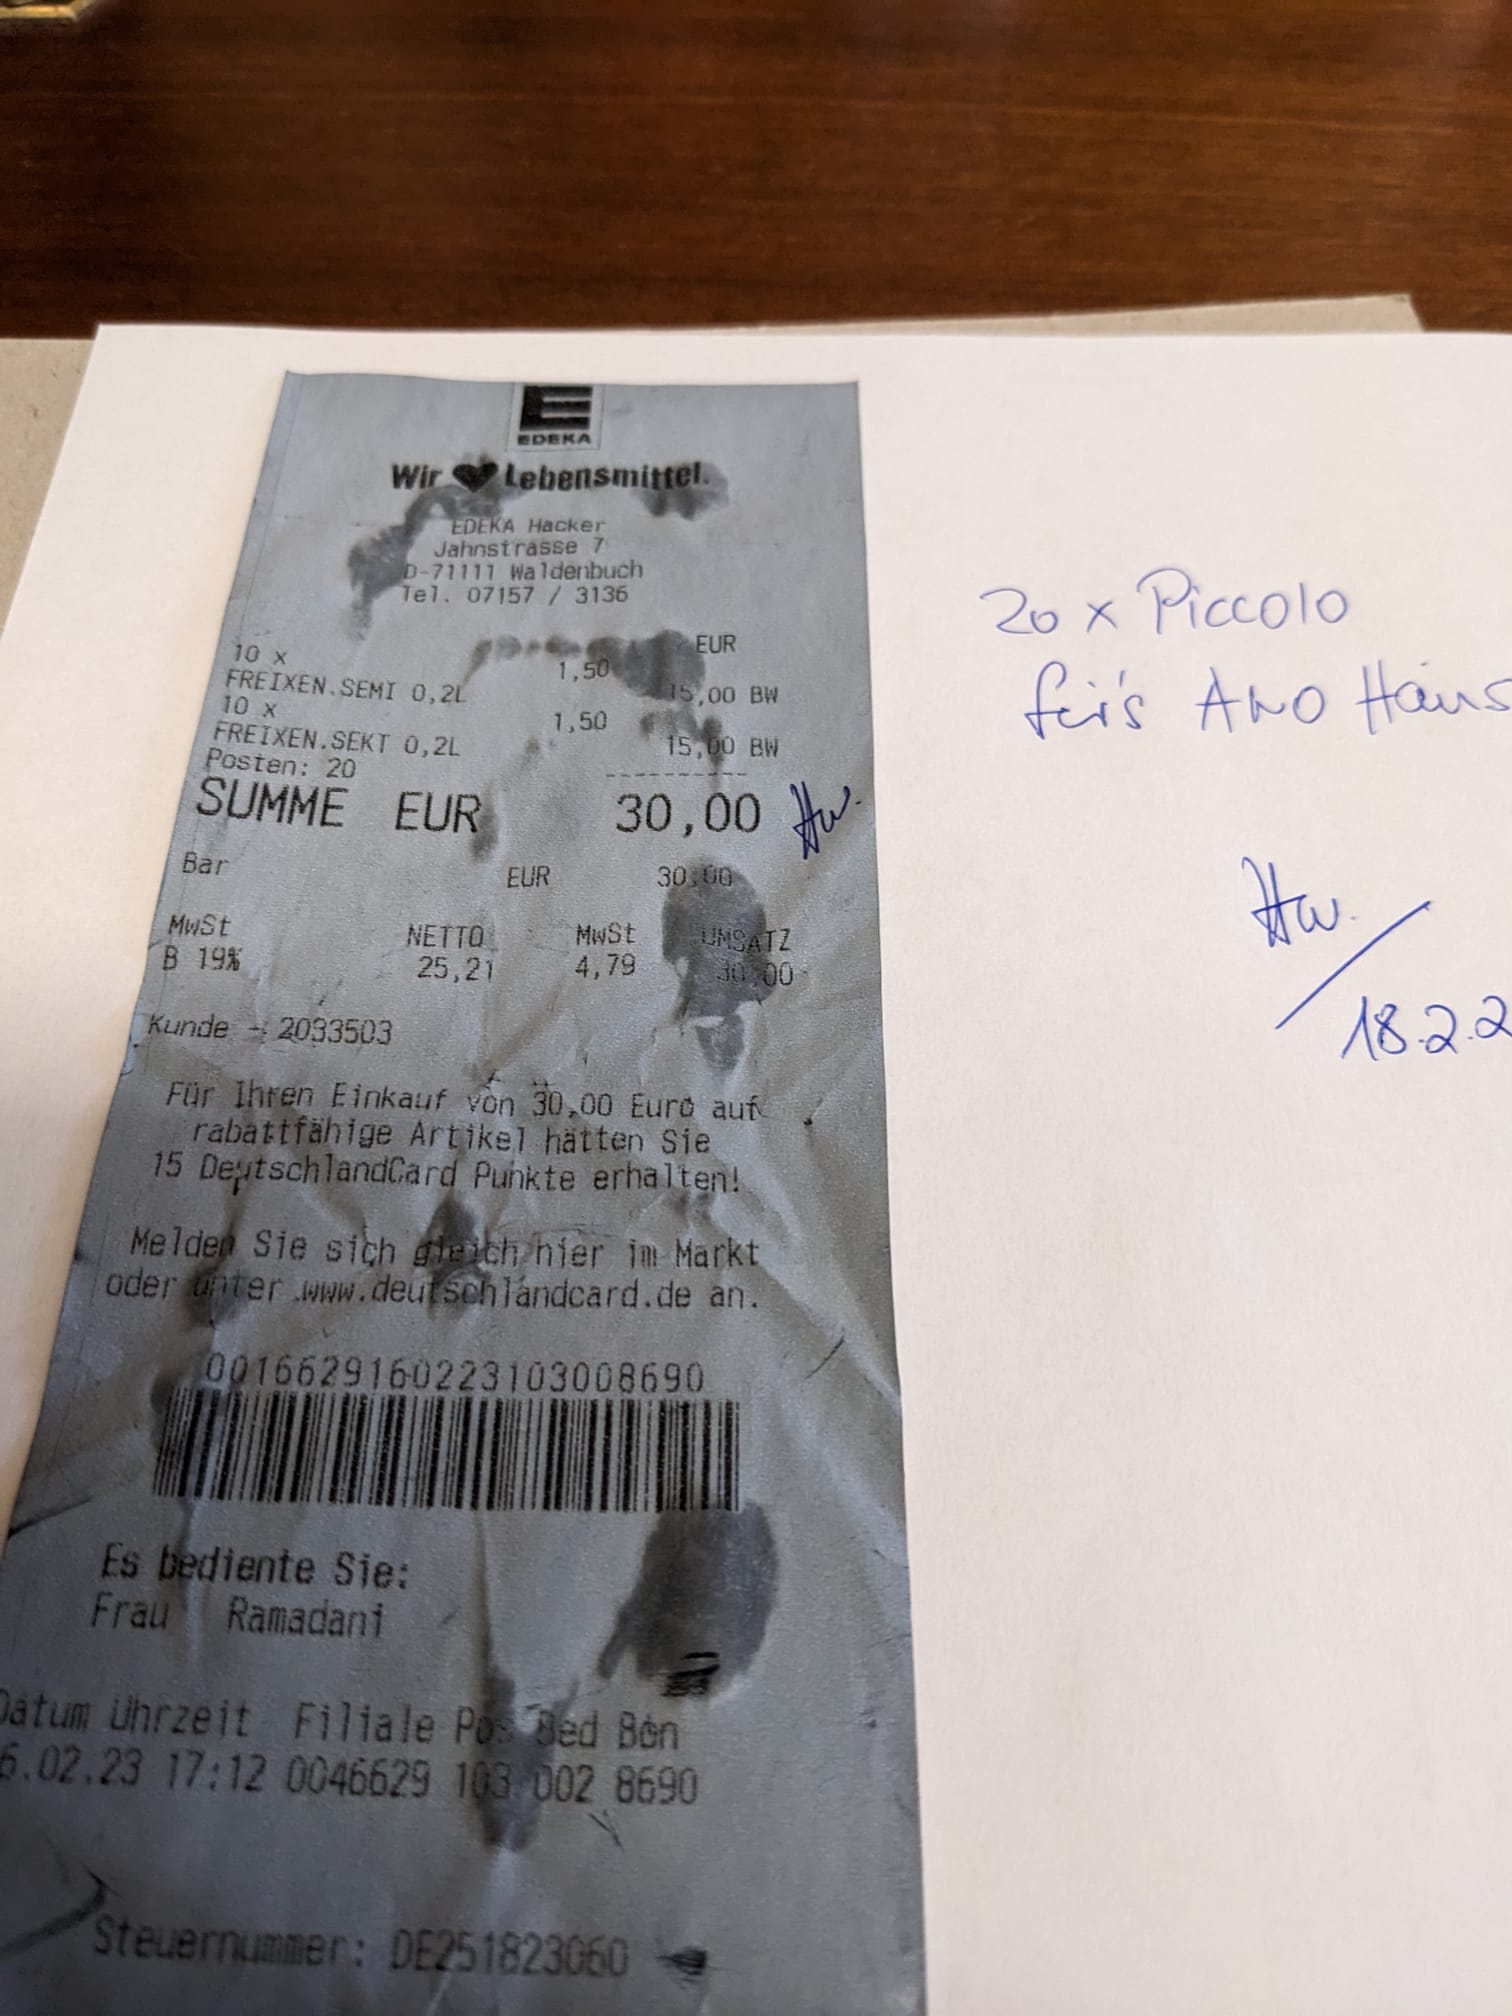 EDEKA
Wir Lebensmittel.
EDEKA Hacker
Jahnstrasse 7
D-71111 Waldenbuch
Tel. 07157 / 3136
EUR
10 x 1,50
FREIXEN.SEMI 0,2L 15,00 BW
10 x 1,50
FREIXEN.SEKT 0,2L 15,00 BW
Posten: 20
SUMME EUR 30,00 Hw.
Bar EUR 30,00
MwSt NETTO MwSt UMSATZ
B 19% 25,21 4,79 30,00
Kunde - 2033503
Für Ihren Einkauf von 30,00 Euro auf
rabattfähige Artikel hätten Sie
15 DeutschlandCard Punkte erhalten!
Melden Sie sich gleich hier im Markt
oder unter www.deutschlandcard.de an.
0016629160223103008690
Es bediente Sie:
Frau Ramadani
Datum Uhrzeit Filiale Pos Bed Bon
6.02.23 17:12 0046629 103 002 8690
Steuernummer: DE251823060
20 x Piccolo
für's AWO Haus
Hw.
18.2.2